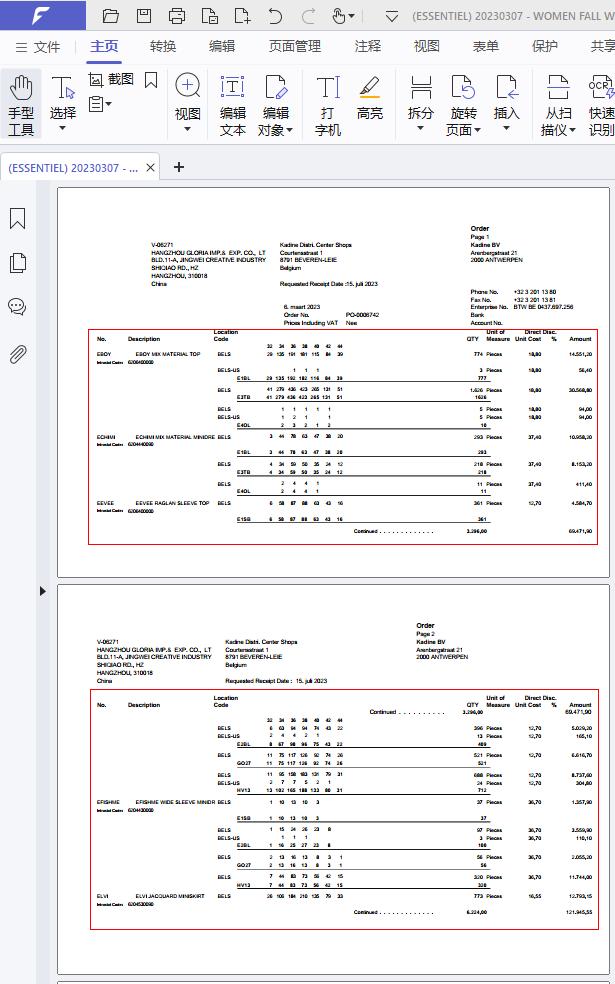 (ESSENTIEL) 20230307 - WOMEN FALL W
文件 主页 转换 编辑 页面管理 注释 视图 表单 保护 共享
手型工具 选择 截图 视图 编辑文本 编辑对象 打字机 高亮 拆分 旋转页面 插入 从扫描仪 OCR 快速识别
(ESSENTIEL) 20230307 - ...
Order
Page 1
V-06271 Kadine Distri. Center Shops Kadine BV
HANGZHOU GLORIA IMP.& EXP. CO., LT Courtensstraat 1 Arenbergstraat 21
BLD.11-A, JINGWEI CREATIVE INDUSTRY 8791 BEVEREN-LEIE 2000 ANTWERPEN
SHIQIAO RD., HZ Belgium
HANGZHOU, 310018
China Requested Receipt Date :15. juli 2023
Phone No. +32 3 201 13 80
Fax No. +32 3 201 13 81
6. maart 2023 Enterprise No. BTW BE 0437.697.256
Order No. PO-0006742 Bank
Prices Including VAT Nee Account No.
Location Unit of Direct Disc.
No. Description Code QTY Measure Unit Cost % Amount
32 34 36 38 40 42 44
EBOY EBOY MIX MATERIAL TOP BELS 29 135 191 181 115 84 39 774 Pieces 18,80 14.551,20
Intrastat Code: 6206400000
BELS-US 1 1 1 3 Pieces 18,80 56,40
E1BL 29 135 192 182 116 84 39 777
BELS 41 279 436 423 265 131 51 1.626 Pieces 18,80 30.568,80
E3TB 41 279 436 423 265 131 51 1626
BELS 1 1 1 1 1 5 Pieces 18,80 94,00
BELS-US 1 2 1 1 5 Pieces 18,80 94,00
E4OL 2 3 2 1 2 10
ECHIMI ECHIMI MIX MATERIAL MINIDRE BELS 3 44 78 63 47 38 20 293 Pieces 37,40 10.958,20
Intrastat Code: 6204440090
E1BL 3 44 78 63 47 38 20 293
BELS 4 34 59 50 35 24 12 218 Pieces 37,40 8.153,20
E3TB 4 34 59 50 35 24 12 218
BELS 2 4 4 1 11 Pieces 37,40 411,40
E4OL 2 4 4 1 11
EEVEE EEVEE RAGLAN SLEEVE TOP BELS 6 58 87 88 63 43 16 361 Pieces 12,70 4.584,70
Intrastat Code: 6206400000
E1SB 6 58 87 88 63 43 16 361
Continued . . . . . . . . . . . . 3.296,00 69.471,90
Order
Page 2
V-06271 Kadine Distri. Center Shops Kadine BV
HANGZHOU GLORIA IMP.& EXP. CO., LT Courtensstraat 1 Arenbergstraat 21
BLD.11-A, JINGWEI CREATIVE INDUSTRY 8791 BEVEREN-LEIE 2000 ANTWERPEN
SHIQIAO RD., HZ Belgium
HANGZHOU, 310018
China Requested Receipt Date : 15. juli 2023
Location Unit of Direct Disc.
No. Description Code QTY Measure Unit Cost % Amount
Continued . . . . . . . . . . 3.296,00 69.471,90
32 34 36 38 40 42 44
BELS 6 63 94 94 74 43 22 396 Pieces 12,70 5.029,20
BELS-US 2 4 4 2 1 13 Pieces 12,70 165,10
E2BL 8 67 98 96 75 43 22 409
BELS 11 75 117 126 92 74 26 521 Pieces 12,70 6.616,70
GO27 11 75 117 126 92 74 26 521
BELS 11 95 158 183 131 79 31 688 Pieces 12,70 8.737,60
BELS-US 2 7 7 5 2 1 24 Pieces 12,70 304,80
HV13 13 102 165 188 133 80 31 712
EFISHME EFISHME WIDE SLEEVE MINIDR BELS 1 10 13 10 3 37 Pieces 36,70 1.357,90
Intrastat Code: 6204430000
E1SB 1 10 13 10 3 37
BELS 1 15 24 26 23 8 97 Pieces 36,70 3.559,90
BELS-US 1 1 1 3 Pieces 36,70 110,10
E2BL 1 16 25 27 23 8 100
BELS 2 13 16 13 8 3 1 56 Pieces 36,70 2.055,20
GO27 2 13 16 13 8 3 1 56
BELS 7 44 83 73 56 42 15 320 Pieces 36,70 11.744,00
HV13 7 44 83 73 56 42 15 320
ELVI ELVI JACQUARD MINISKIRT BELS 26 106 184 210 135 79 33 773 Pieces 16,55 12.793,15
Intrastat Code: 6204530090
Continued . . . . . . . . . . . . 6.224,00 121.945,55